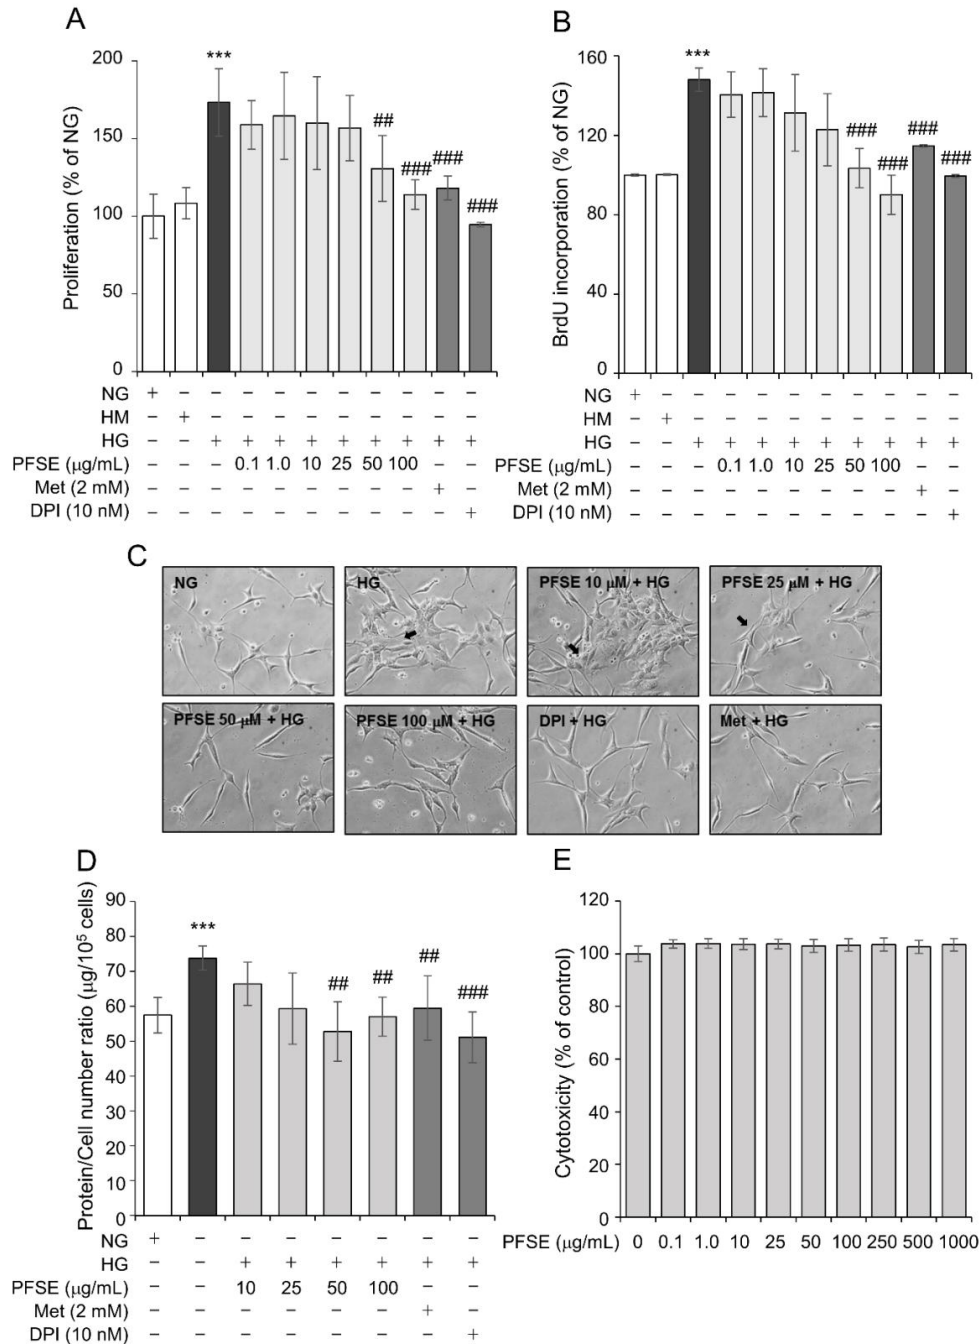 A
Proliferation (% of NG)
200
150
100
50
0
***
##
###
###
###
NG + – – – – – – – – – –
HM – + – – – – – – – – –
HG – – + + + + + + + + +
PFSE (µg/mL) – – – 0.1 1.0 10 25 50 100 – –
Met (2 mM) – – – – – – – – – + –
DPI (10 nM) – – – – – – – – – – +
B
BrdU incorporation (% of NG)
160
120
80
40
0
***
###
###
###
###
NG + – – – – – – – – – –
HM – + – – – – – – – – –
HG – – + + + + + + + + +
PFSE (µg/mL) – – – 0.1 1.0 10 25 50 100 – –
Met (2 mM) – – – – – – – – – + –
DPI (10 nM) – – – – – – – – – – +
C
NG
HG
PFSE 10 µM + HG
PFSE 25 µM + HG
PFSE 50 µM + HG
PFSE 100 µM + HG
DPI + HG
Met + HG
D
Protein/Cell number ratio (µg/10⁵ cells)
90
80
70
60
50
40
30
20
10
0
***
##
##
##
###
NG + – – – – – – –
HG – – + + + + + +
PFSE (µg/mL) – – 10 25 50 100 – –
Met (2 mM) – – – – – – + –
DPI (10 nM) – – – – – – – +
E
Cytotoxicity (% of control)
120
100
80
60
40
20
0
PFSE (µg/mL) 0 0.1 1.0 10 25 50 100 250 500 1000